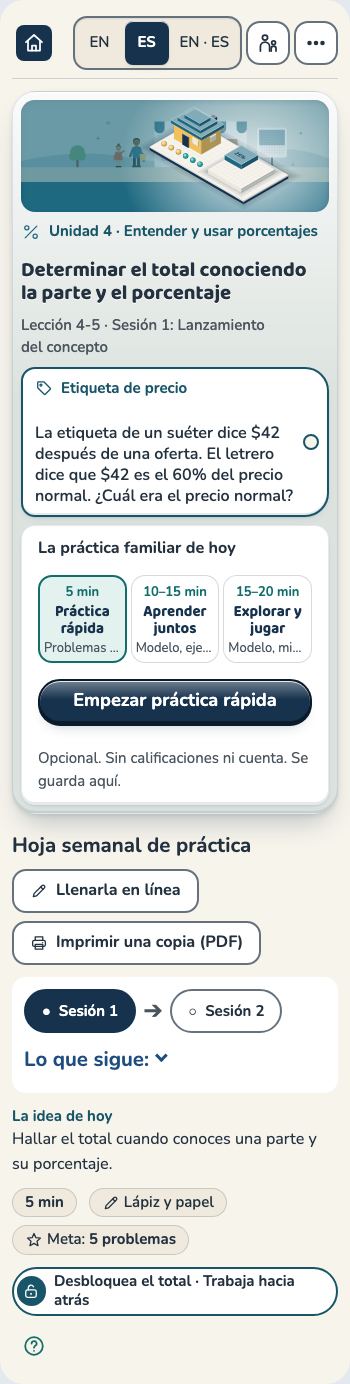 EN
ES
EN · ES
Unidad 4 · Entender y usar porcentajes
Determinar el total conociendo
la parte y el porcentaje
Lección 4-5 · Sesión 1: Lanzamiento
del concepto
Etiqueta de precio
La etiqueta de un suéter dice $42
después de una oferta. El letrero
dice que $42 es el 60% del precio
normal. ¿Cuál era el precio normal?
La práctica familiar de hoy
5 min
Práctica
rápida
Problemas ...
10–15 min
Aprender
juntos
Modelo, eje...
15–20 min
Explorar y
jugar
Modelo, mi...
Empezar práctica rápida
Opcional. Sin calificaciones ni cuenta. Se
guarda aquí.
Hoja semanal de práctica
Llenarla en línea
Imprimir una copia (PDF)
Sesión 1
Sesión 2
Lo que sigue:
La idea de hoy
Hallar el total cuando conoces una parte y
su porcentaje.
5 min
Lápiz y papel
Meta: 5 problemas
Desbloquea el total · Trabaja hacia
atrás